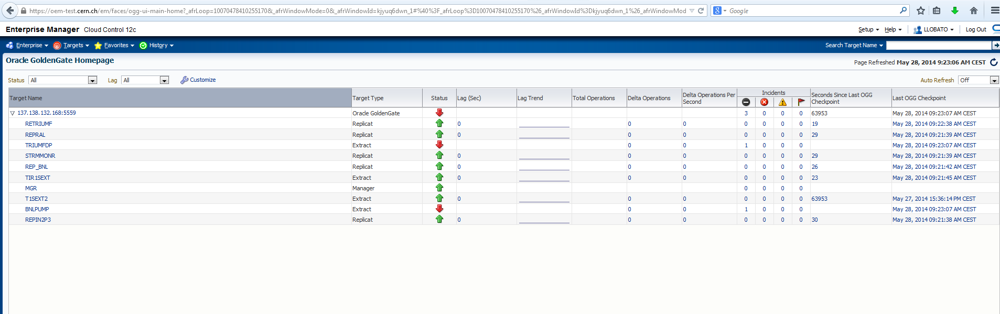 https://oem-test.cern.ch/em/faces/ogg-ui-main-home?_afrLoop=10070478410255170&_afrWindowMode=0&_afrWindowId=kjyuq6dwn_1#%40%3F_afrLoop%3D10070478410255170%26_afrWindowId%3Dkjyuq6dwn_1%26_afrWindowMod
8 Google
Enterprise Manager Cloud Control 12c Setup Help LLOBATO Log Out
Enterprise Targets Favorites History Search Target Name
Oracle GoldenGate Homepage
Page Refreshed May 28, 2014 9:23:06 AM CEST
Status All Lag All Customize Auto Refresh Off
Target Name Target Type Status Lag (Sec) Lag Trend Total Operations Delta Operations Delta Operations Per Second Incidents Seconds Since Last OGG Checkpoint Last OGG Checkpoint
137.138.132.168:5559 Oracle GoldenGate 3 0 0 0 63953 May 28, 2014 09:23:07 AM CEST
RETRIUMF Replicat 0 0 0 0 0 0 0 19 May 28, 2014 09:22:38 AM CEST
REPRAL Replicat 0 0 0 0 0 0 0 29 May 28, 2014 09:21:39 AM CEST
TRIUMFDP Extract 0 0 1 0 0 0 May 28, 2014 09:23:07 AM CEST
STRMMONR Replicat 0 0 0 0 0 0 0 29 May 28, 2014 09:21:39 AM CEST
REP_BNL Replicat 0 0 0 0 0 0 0 26 May 28, 2014 09:21:42 AM CEST
TIR1SEXT Extract 0 0 0 0 0 0 0 23 May 28, 2014 09:21:45 AM CEST
MGR Manager 0 0 0 0
T1SEXT2 Extract 0 0 0 0 0 0 0 63953 May 27, 2014 15:36:14 PM CEST
BNLPUMP Extract 0 0 1 0 0 0 May 28, 2014 09:23:07 AM CEST
REPIN2P3 Replicat 0 0 0 0 0 0 0 30 May 28, 2014 09:21:38 AM CEST